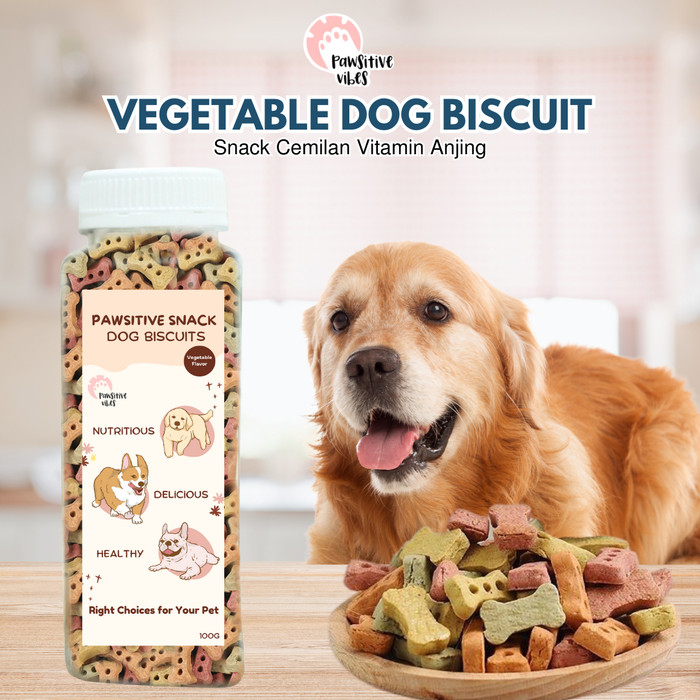 PAWSITIVE
VIBES
VEGETABLE DOG BISCUIT
Snack Cemilan Vitamin Anjing
PAWSITIVE SNACK
DOG BISCUITS
Vegetable
Flavor
PAWSITIVE
VIBES
NUTRITIOUS
DELICIOUS
HEALTHY
Right Choices for Your Pet
100G